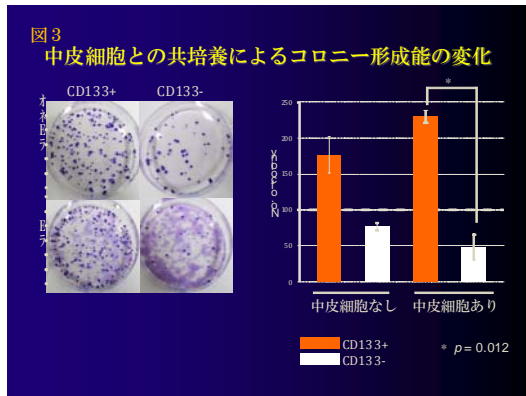 図３
中皮細胞との共培養によるコロニー形成能の変化
CD133+
CD133-
*
250
200
150
100
50
0
中皮細胞なし
中皮細胞あり
CD133+
CD133-
* p = 0.012